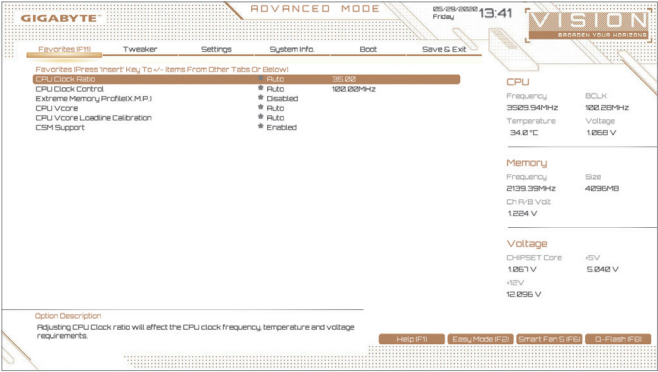 GIGABYTE™
ADVANCED MODE
05/29/2020 Friday 13:41
VISION
BROADEN YOUR HORIZONS
Favorites (F11) Tweaker Settings System Info. Boot Save & Exit
Favorites (Press 'Insert' Key To +/- Items From Other Tabs Or Below)
CPU Clock Ratio ★ Auto 35.00
CPU Clock Control ★ Auto 100.00MHz
Extreme Memory Profile(X.M.P.) ★ Disabled
CPU Vcore ★ Auto
CPU Vcore Loadline Calibration ★ Auto
CSM Support ★ Enabled
CPU
Frequency BCLK
3509.94MHz 100.28MHz
Temperature Voltage
34.0 °C 1.068 V
Memory
Frequency Size
2139.39MHz 4096MB
Ch A/B Volt
1.224 V
Voltage
CHIPSET Core +5V
1.067 V 5.040 V
+12V
12.096 V
Option Description
Adjusting CPU Clock ratio will affect the CPU clock frequency, temperature and voltage
requirements.
Help (F1) Easy Mode (F2) Smart Fan 5 (F6) Q-Flash (F8)